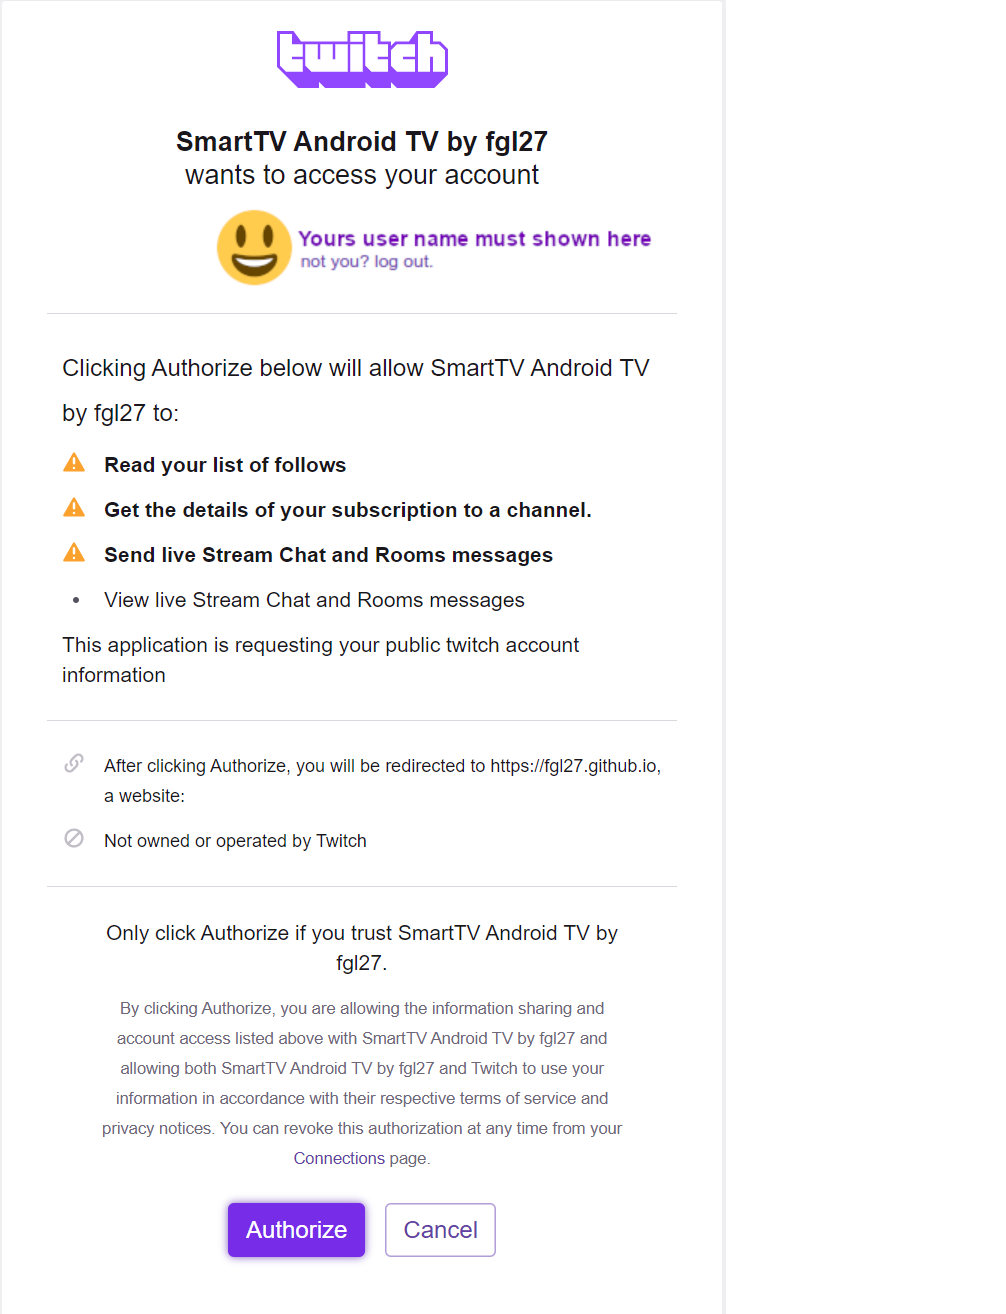 twitch
SmartTV Android TV by fgl27
wants to access your account
Yours user name must shown here
not you? log out.
Clicking Authorize below will allow SmartTV Android TV
by fgl27 to:
Read your list of follows
Get the details of your subscription to a channel.
Send live Stream Chat and Rooms messages
• View live Stream Chat and Rooms messages
This application is requesting your public twitch account
information
After clicking Authorize, you will be redirected to https://fgl27.github.io,
a website:
Not owned or operated by Twitch
Only click Authorize if you trust SmartTV Android TV by
fgl27.
By clicking Authorize, you are allowing the information sharing and
account access listed above with SmartTV Android TV by fgl27 and
allowing both SmartTV Android TV by fgl27 and Twitch to use your
information in accordance with their respective terms of service and
privacy notices. You can revoke this authorization at any time from your
Connections page.
Authorize Cancel